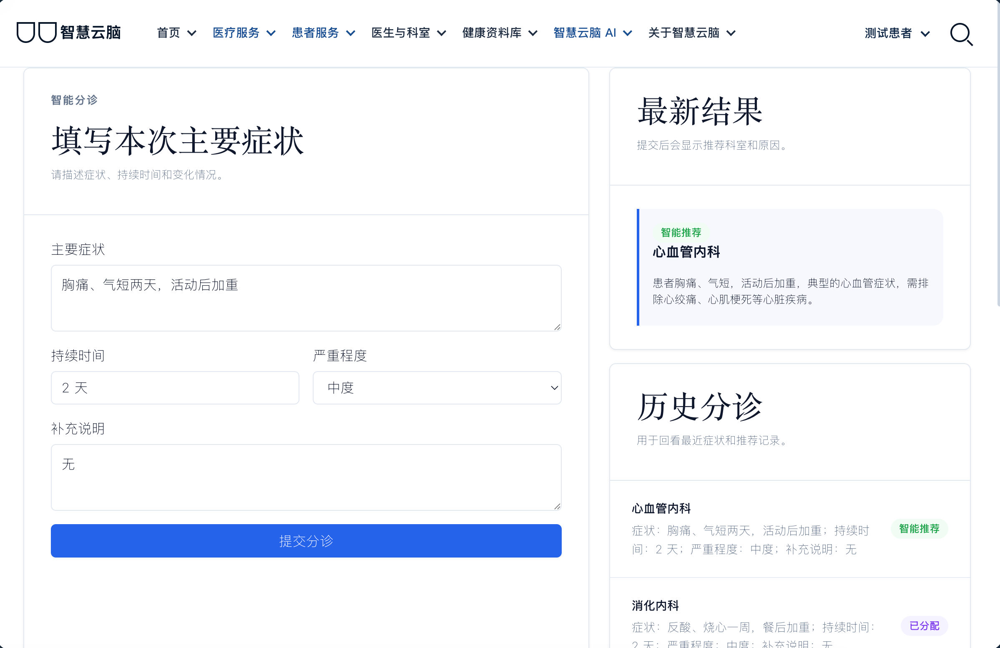 智慧云脑 首页 医疗服务 患者服务 医生与科室 健康资料库 智慧云脑 AI 关于智慧云脑 测试患者
智能分诊
填写本次主要症状
请描述症状、持续时间和变化情况。
主要症状
胸痛、气短两天，活动后加重
持续时间 严重程度
2 天 中度
补充说明
无
提交分诊
最新结果
提交后会显示推荐科室和原因。
智能推荐
心血管内科
患者胸痛、气短，活动后加重，典型的心血管症状，需排
除心绞痛、心肌梗死等心脏疾病。
历史分诊
用于回看最近症状和推荐记录。
心血管内科
症状：胸痛、气短两天，活动后加重；持续时
间：2 天；严重程度：中度；补充说明：无
智能推荐
消化内科
症状：反酸、烧心一周，餐后加重；持续时间：
2 天；严重程度：中度；补充说明：无
已分配